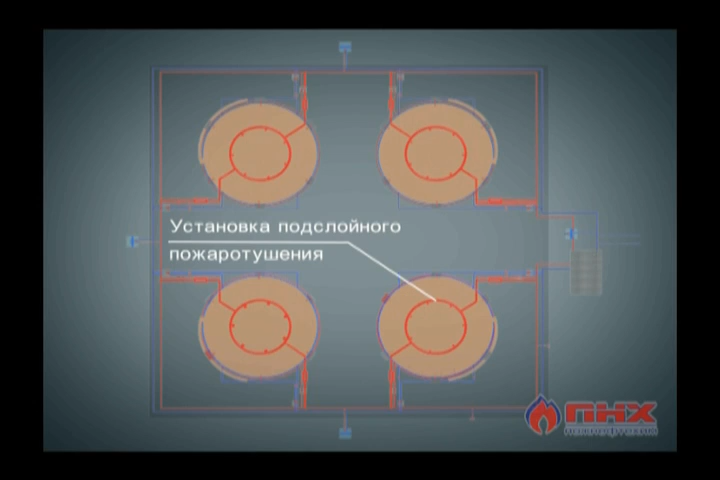 Установка подслойного
пожаротушения
ПНХ